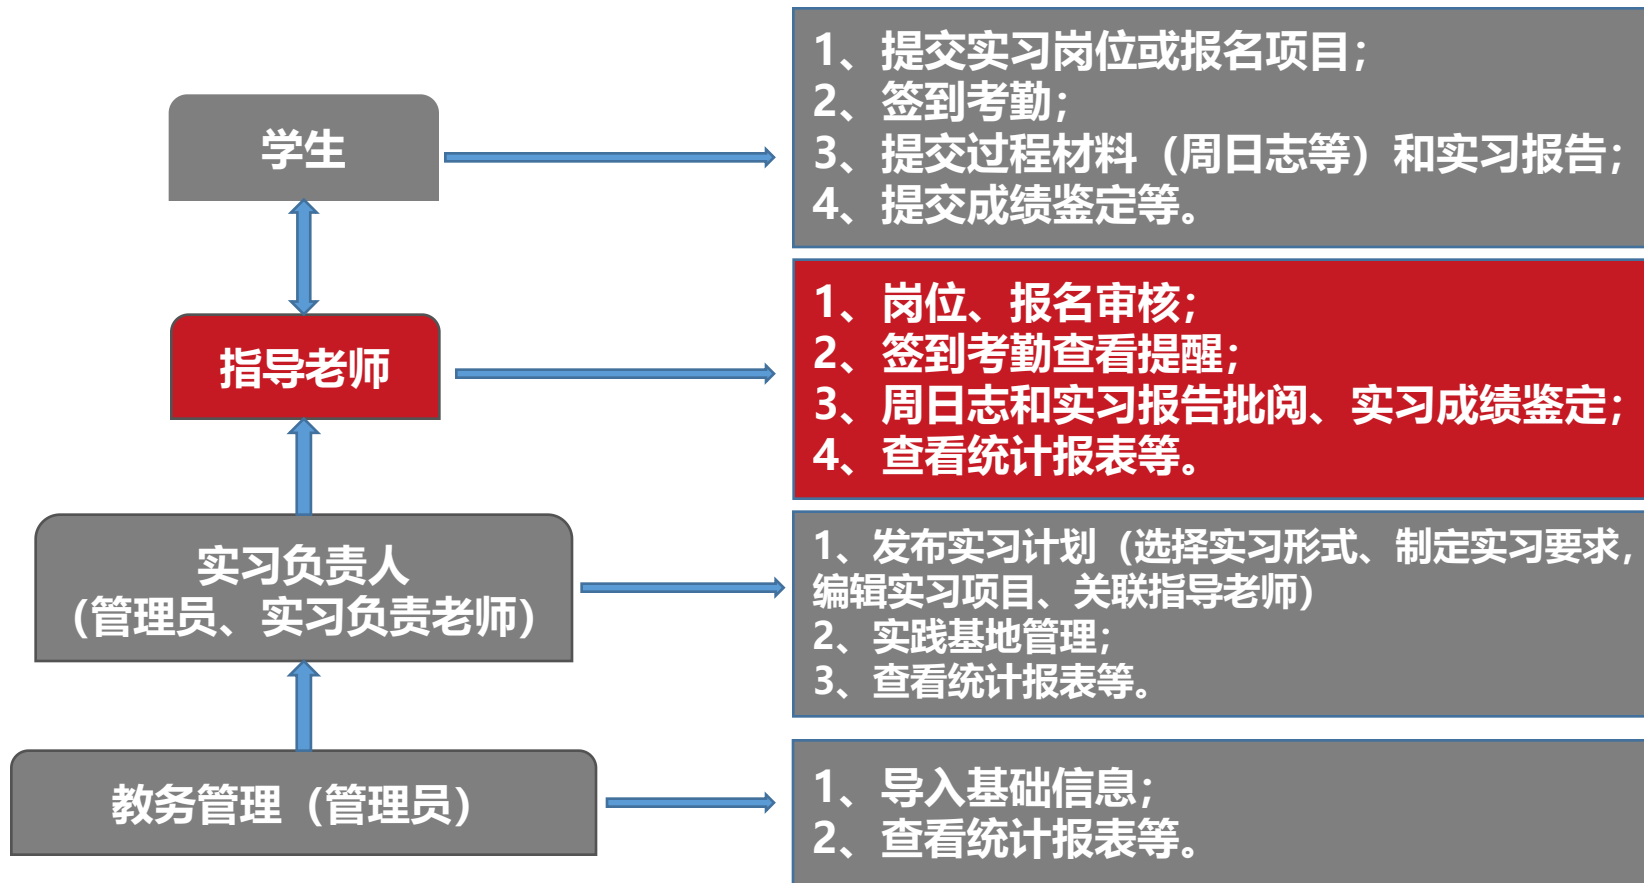 学生
1、提交实习岗位或报名项目；
2、签到考勤；
3、提交过程材料（周日志等）和实习报告；
4、提交成绩鉴定等。
指导老师
1、岗位、报名审核；
2、签到考勤查看提醒；
3、周日志和实习报告批阅、实习成绩鉴定；
4、查看统计报表等。
实习负责人
（管理员、实习负责老师）
1、发布实习计划（选择实习形式、制定实习要求，
编辑实习项目、关联指导老师）
2、实践基地管理；
3、查看统计报表等。
教务管理（管理员）
1、导入基础信息；
2、查看统计报表等。